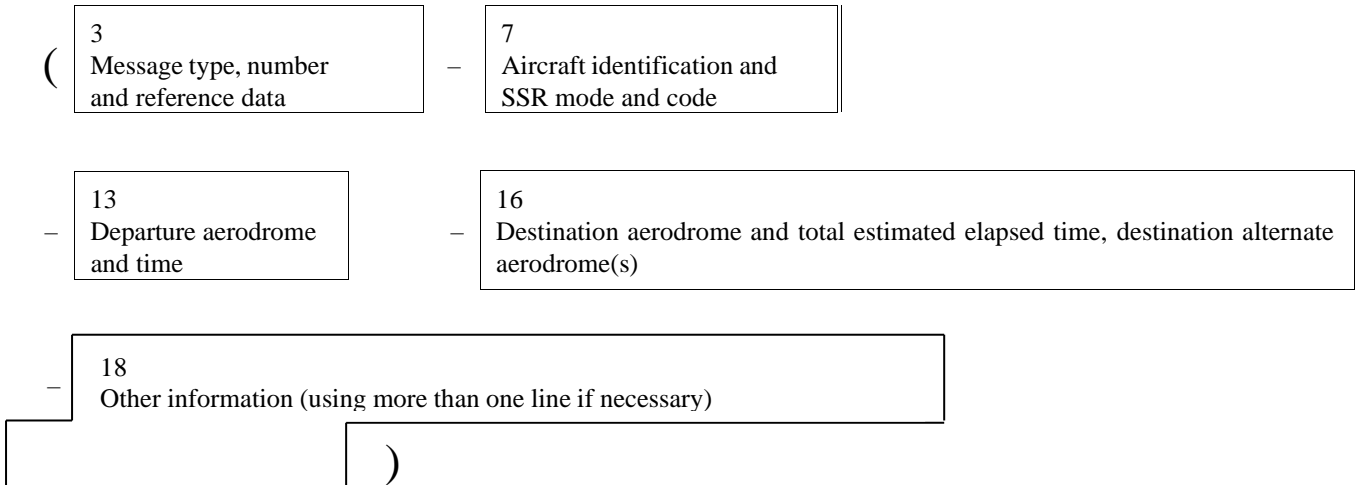 (
3
Message type, number
and reference data
–
7
Aircraft identification and
SSR mode and code
–
13
Departure aerodrome
and time
–
16
Destination aerodrome and total estimated elapsed time, destination alternate
aerodrome(s)
–
18
Other information (using more than one line if necessary)
)